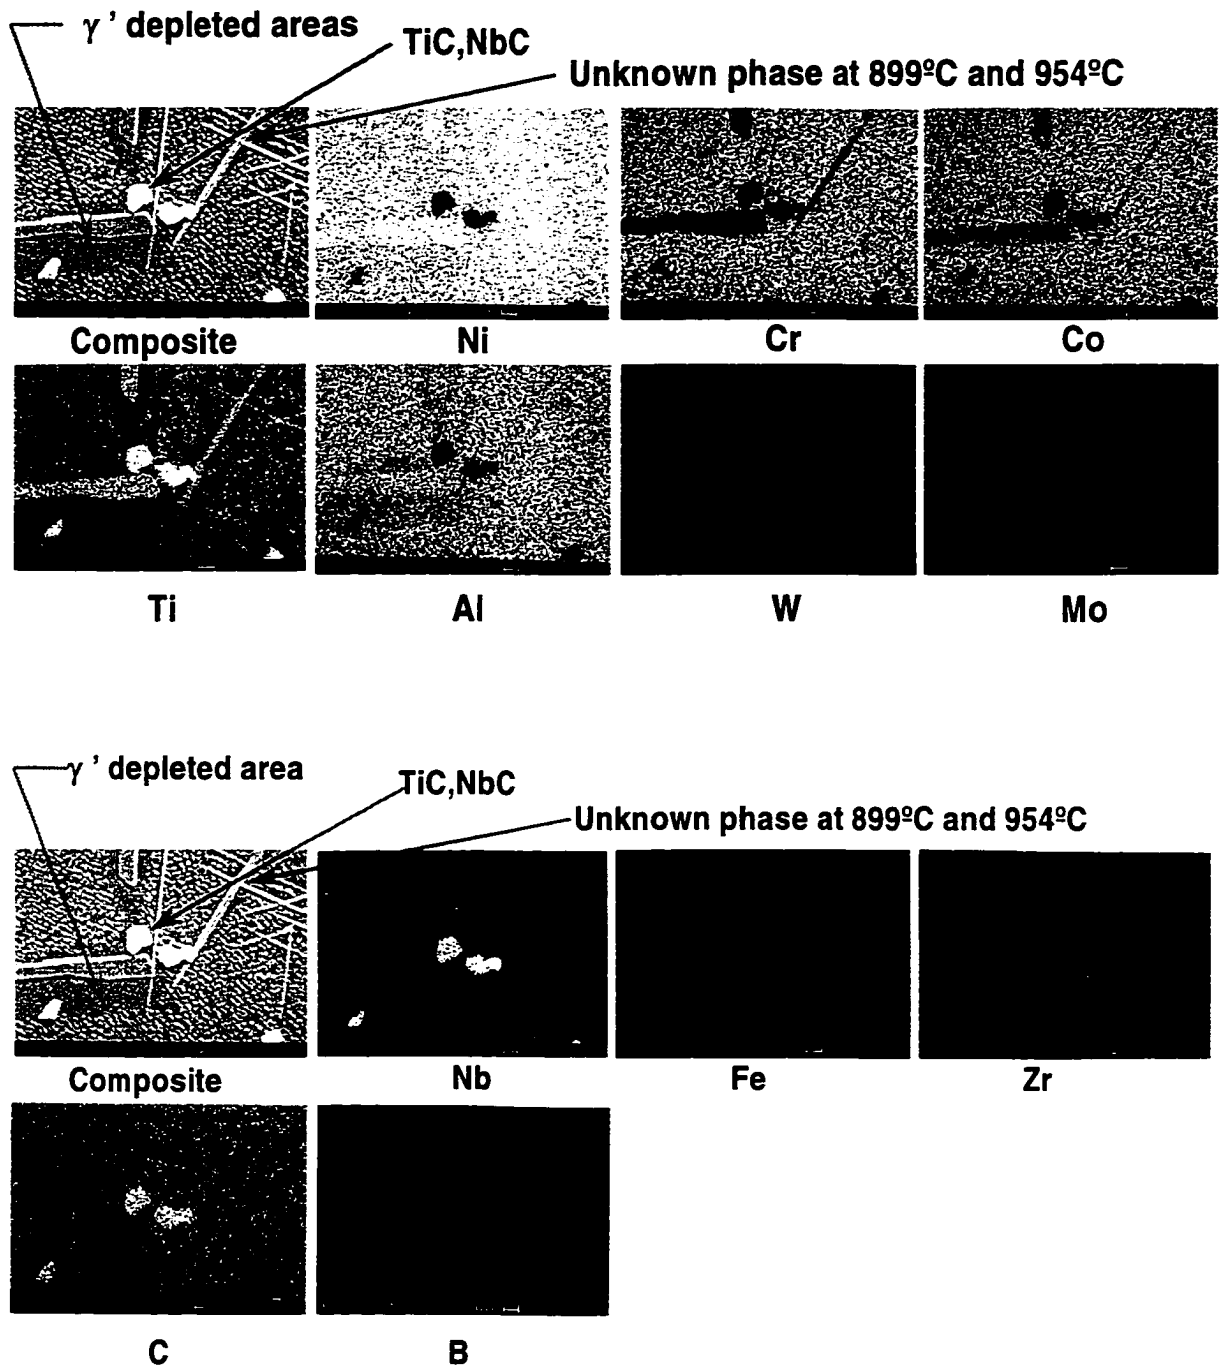 γ ' depleted areas
TiC,NbC
Unknown phase at 899ºC and 954ºC
Composite
Ni
Cr
Co
Ti
Al
W
Mo
γ ' depleted area
TiC,NbC
Unknown phase at 899ºC and 954ºC
Composite
Nb
Fe
Zr
C
B